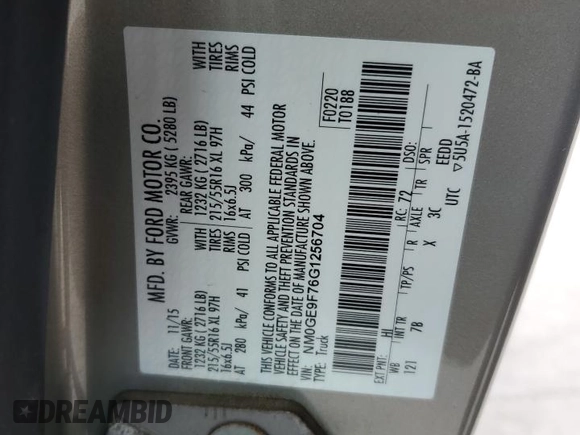 MFD. BY FORD MOTOR CO.
DATE: 11/15 GVWR: 2395 KG ( 5280 LB)
FRONT GAWR: REAR GAWR: WITH
1232 KG (2716 LB) 1232 KG (2716 LB) TIRES
215/55R16 XL 97H 215/55R16 XL 97H RIMS
16x6.5J 16x6.5J
AT 280 kPa/ 41 PSI COLD AT 300 kPa/ 44 PSI COLD
THIS VEHICLE CONFORMS TO ALL APPLICABLE FEDERAL MOTOR
VEHICLE SAFETY AND THEFT PREVENTION STANDARDS IN
EFFECT ON THE DATE OF MANUFACTURE SHOWN ABOVE.
VIN: NM0GE9F76G1256704
TYPE: Truck
F0220
T0188
EXT PNT: HI RC: 72 DSO:
WB INT TR TP/PS R AXLE TR SPR EEDD
121 7B X 3C
UTC ▽5U5A-1520472-BA
DREAMBID